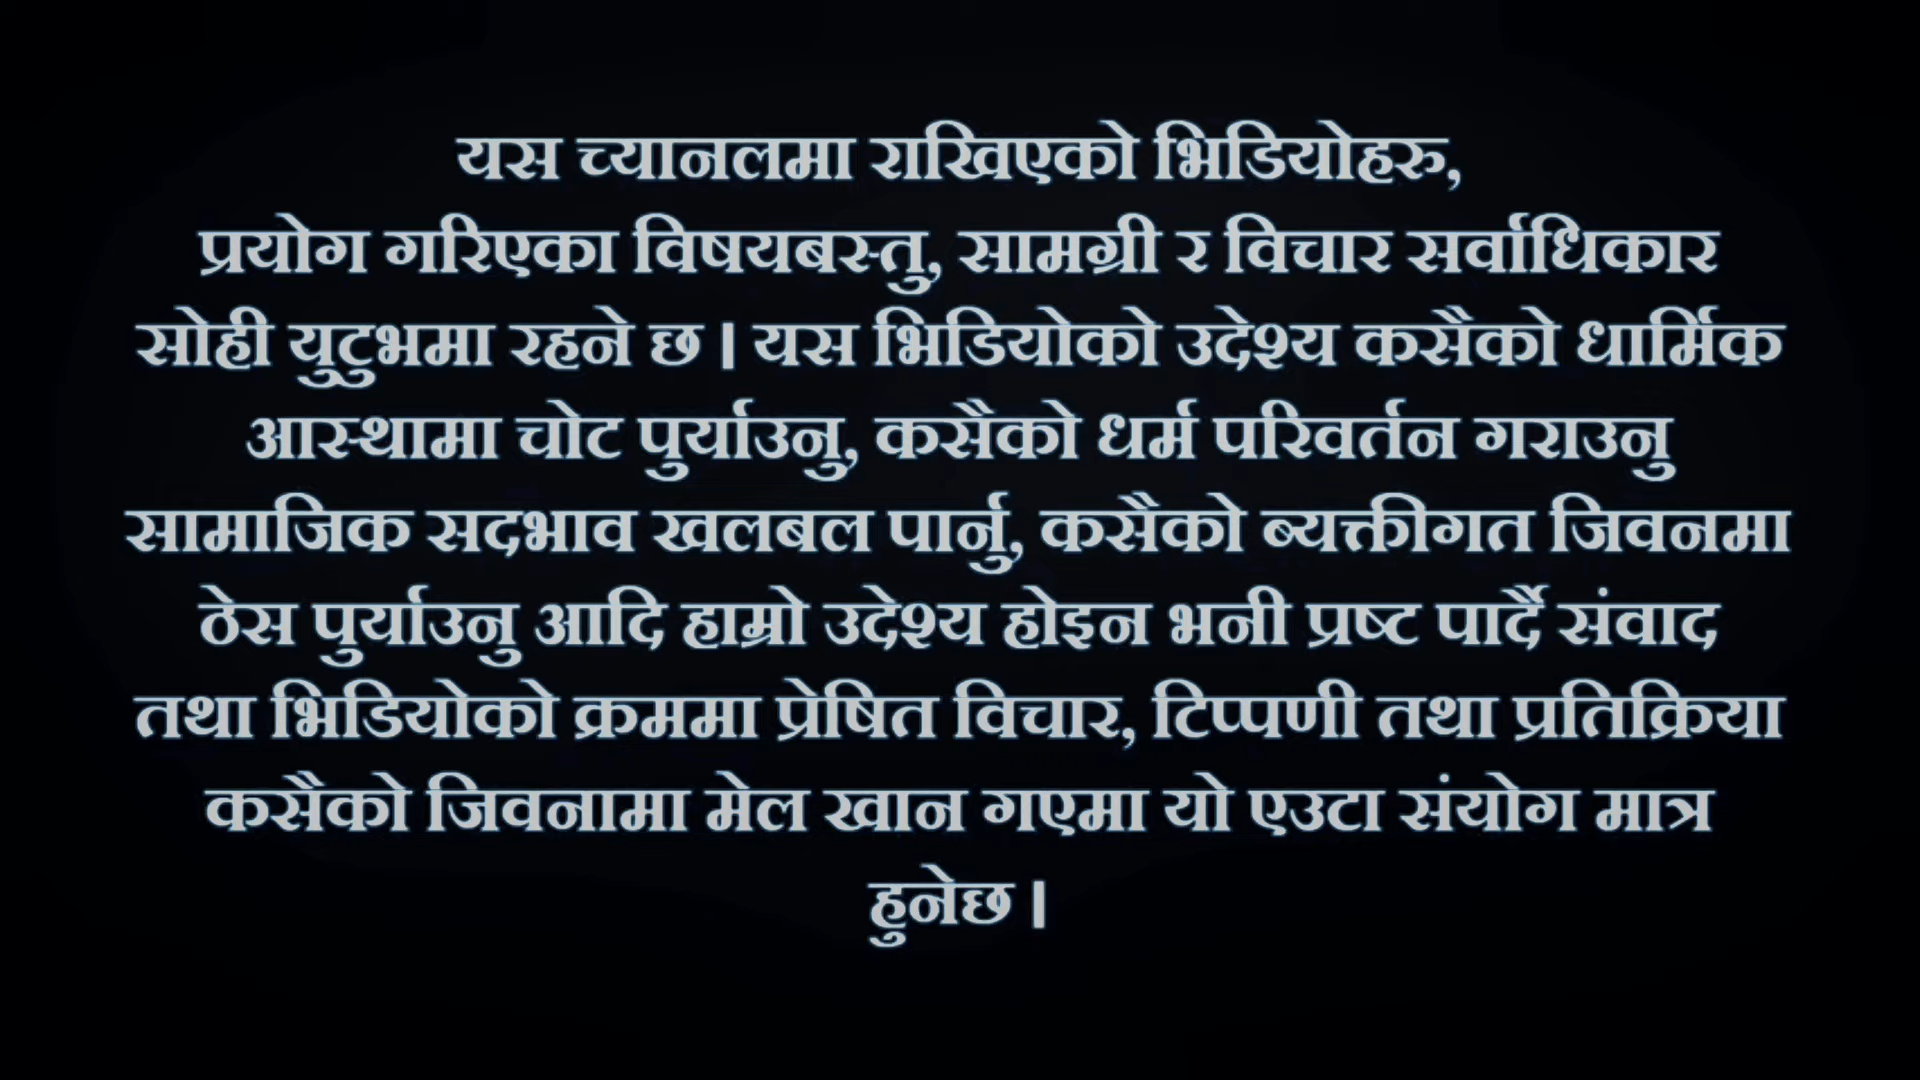 यस च्यानलमा राखिएको भिडियोहरु,
प्रयोग गरिएका विषयबस्तु, सामग्री र विचार सर्वाधिकार
सोही युटुभमा रहने छ । यस भिडियोको उदेश्य कसैको धार्मिक
आस्थामा चोट पुर्याउनु, कसैको धर्म परिवर्तन गराउनु
सामाजिक सदभाव खलबल पार्नु, कसैको ब्यक्तीगत जिवनमा
ठेस पुर्याउनु आदि हाम्रो उदेश्य होइन भनी प्रष्ट पार्दै संवाद
तथा भिडियोको क्रममा प्रेषित विचार, टिप्पणी तथा प्रतिक्रिया
कसैको जिवनामा मेल खान गएमा यो एउटा संयोग मात्र
हुनेछ ।